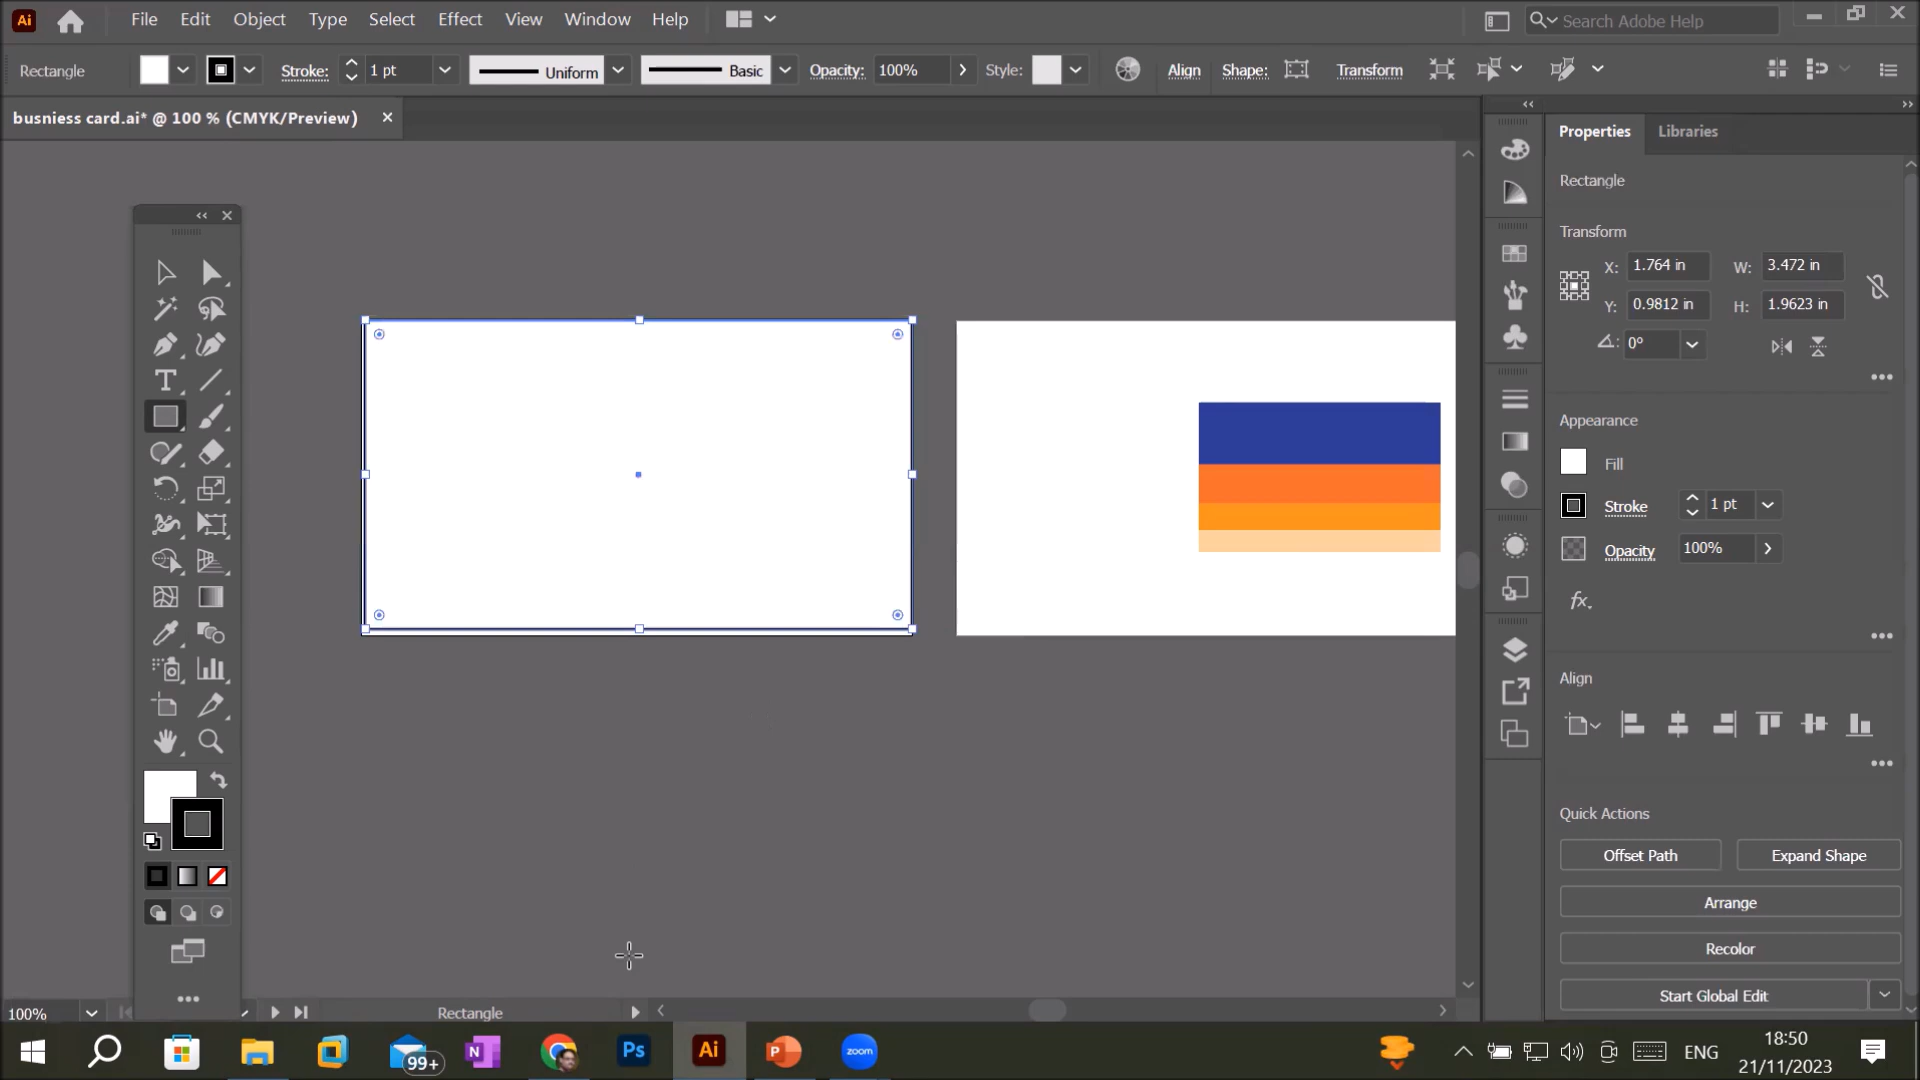 Ai
File
Edit
Object
Type
Select
Effect
View
Window
Help
Search Adobe Help
Rectangle
Stroke:
1 pt
Uniform
Basic
Opacity:
100%
Style:
Align
Shape:
Transform
busniess card.ai* @ 100 % (CMYK/Preview)
Properties
Libraries
Rectangle
Transform
X:
1.764 in
W:
3.472 in
Y:
0.9812 in
H:
1.9623 in
0°
Appearance
Fill
Stroke
1 pt
Opacity
100%
fx.
Align
Quick Actions
Offset Path
Expand Shape
Arrange
Recolor
Start Global Edit
T
100%
Rectangle
99+
N
Ps
Ai
P
zoom
ENG
18:50
21/11/2023